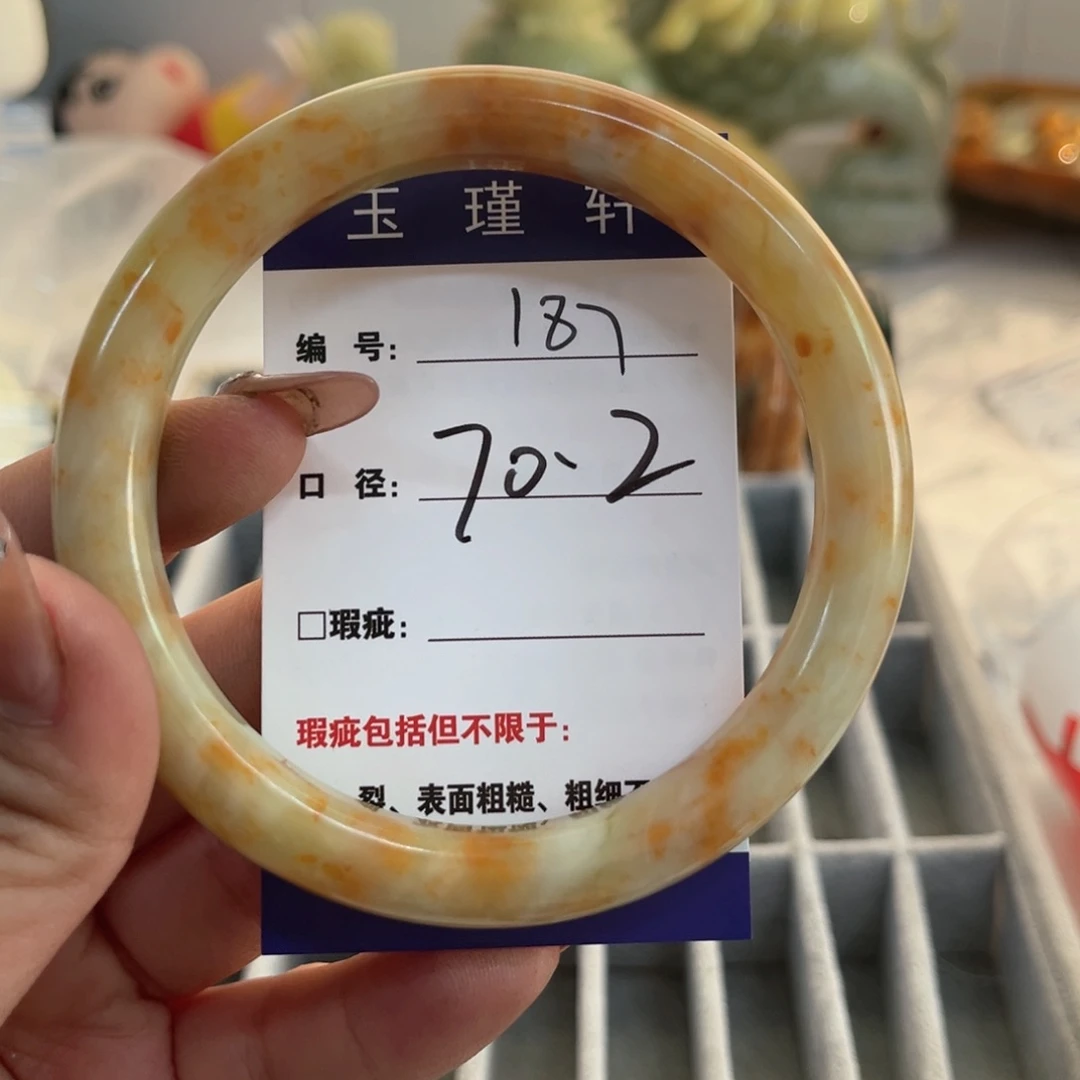 玉 瑾 轩
编 号: 187
口 径: 70.2
□瑕疵:
瑕疵包括但不限于:
裂、表面粗糙、粗细不